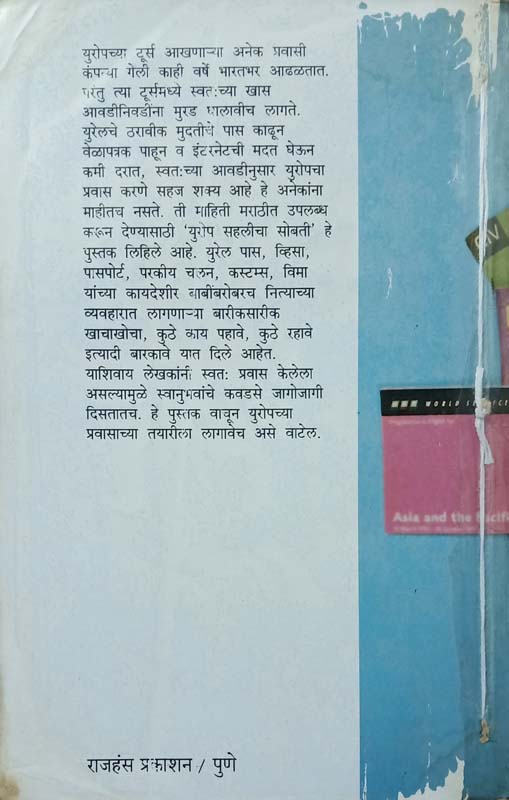 युरोपच्या टूर्स आखणाऱ्या अनेक प्रवासी
कंपन्या गेली काही वर्षे भारतभर आढळतात.
परंतु त्या टूर्समध्ये स्वत:च्या खास
आवडीनिवडींना मुरड घालावीच लागते.
युरेलचे ठरावीक मुदतीचे पास काढून
वेळापत्रक पाहून व इंटरनेटची मदत घेऊन
कमी दरात, स्वत:च्या आवडीनुसार युरोपचा
प्रवास करणे सहज शक्य आहे हे अनेकांना
माहीतच नसते. ती माहिती मराठीत उपलब्ध
करून देण्यासाठी ‘युरोप सहलीचा सोबती’ हे
पुस्तक लिहिले आहे. युरेल पास, व्हिसा,
पासपोर्ट, परकीय चलन, कस्टम्स, विमा
यांच्या कायदेशीर बाबींबरोबरच नित्याच्या
व्यवहारात लागणाऱ्या बारीकसारीक
खाचाखोचा, कुठे काय पहावे, कुठे रहावे
इत्यादी बारकावे यात दिले आहेत.
याशिवाय लेखकांनी स्वत: प्रवास केलेला
असल्यामुळे स्वानुभवांचे कवडसे जागोजागी
दिसतातच. हे पुस्तक वाचून युरोपच्या
प्रवासाच्या तयारीला लागावेच असे वाटेल.
WORLD
Asia and the Pacific
राजहंस प्रकाशन / पुणे